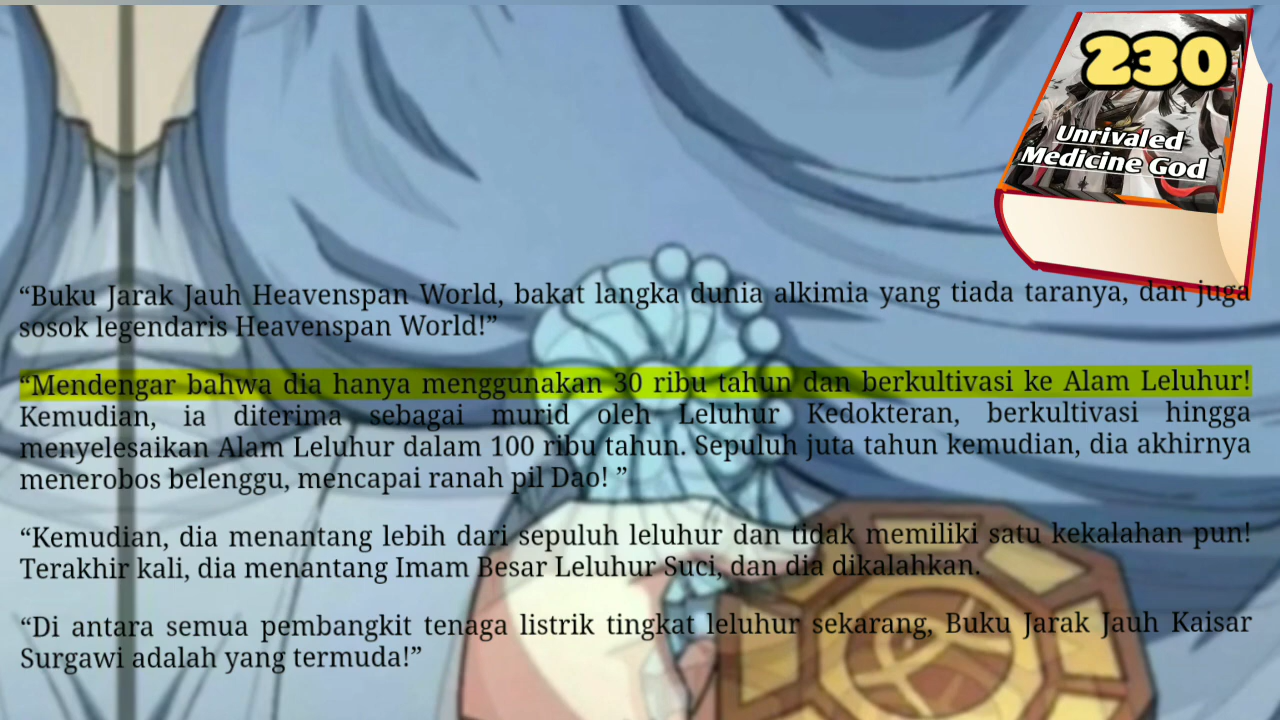 230
Unrivaled
Medicine God
“Buku Jarak Jauh Heavenspan World, bakat langka dunia alkimia yang tiada taranya, dan juga
sosok legendaris Heavenspan World!”
“Mendengar bahwa dia hanya menggunakan 30 ribu tahun dan berkultivasi ke Alam Leluhur!
Kemudian, ia diterima sebagai murid oleh Leluhur Kedokteran, berkultivasi hingga
menyelesaikan Alam Leluhur dalam 100 ribu tahun. Sepuluh juta tahun kemudian, dia akhirnya
menerobos belenggu, mencapai ranah pil Dao! ”
“Kemudian, dia menantang lebih dari sepuluh leluhur dan tidak memiliki satu kekalahan pun!
Terakhir kali, dia menantang Imam Besar Leluhur Suci, dan dia dikalahkan.
“Di antara semua pembangkit tenaga listrik tingkat leluhur sekarang, Buku Jarak Jauh Kaisar
Surgawi adalah yang termuda!”